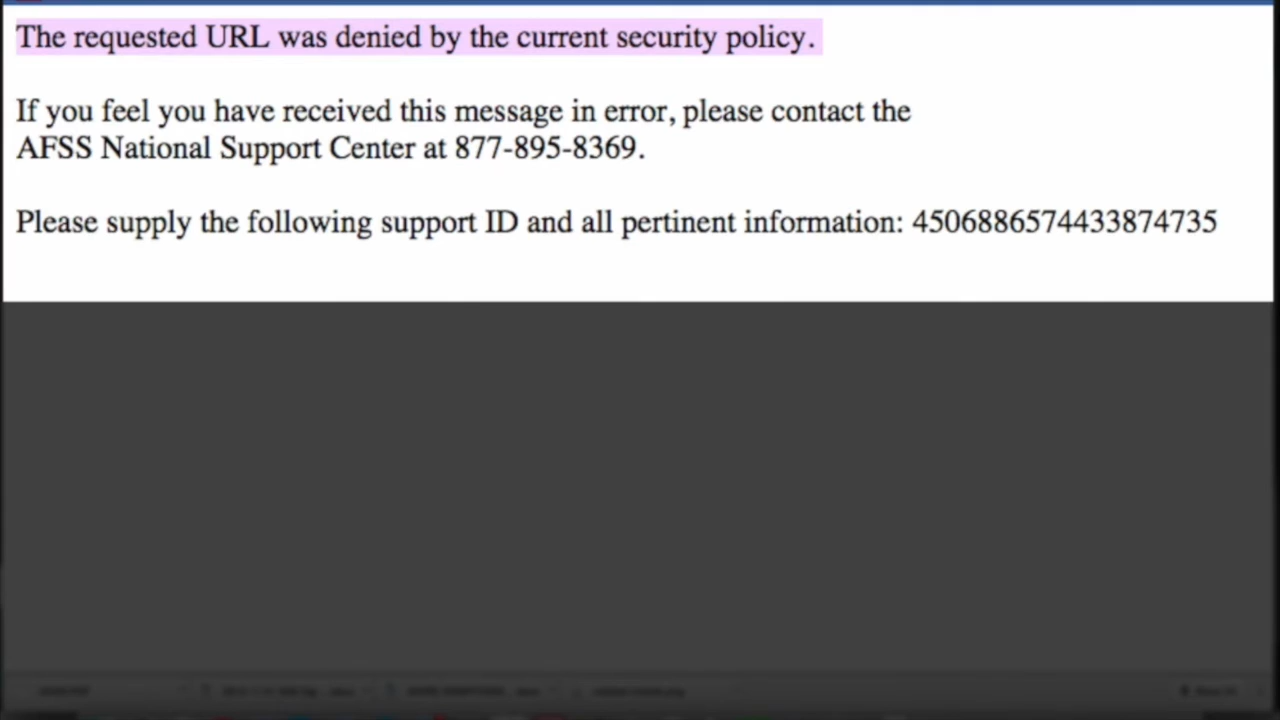 The requested URL was denied by the current security policy.
If you feel you have received this message in error, please contact the
AFSS National Support Center at 877-895-8369.
Please supply the following support ID and all pertinent information: 4506886574433874735